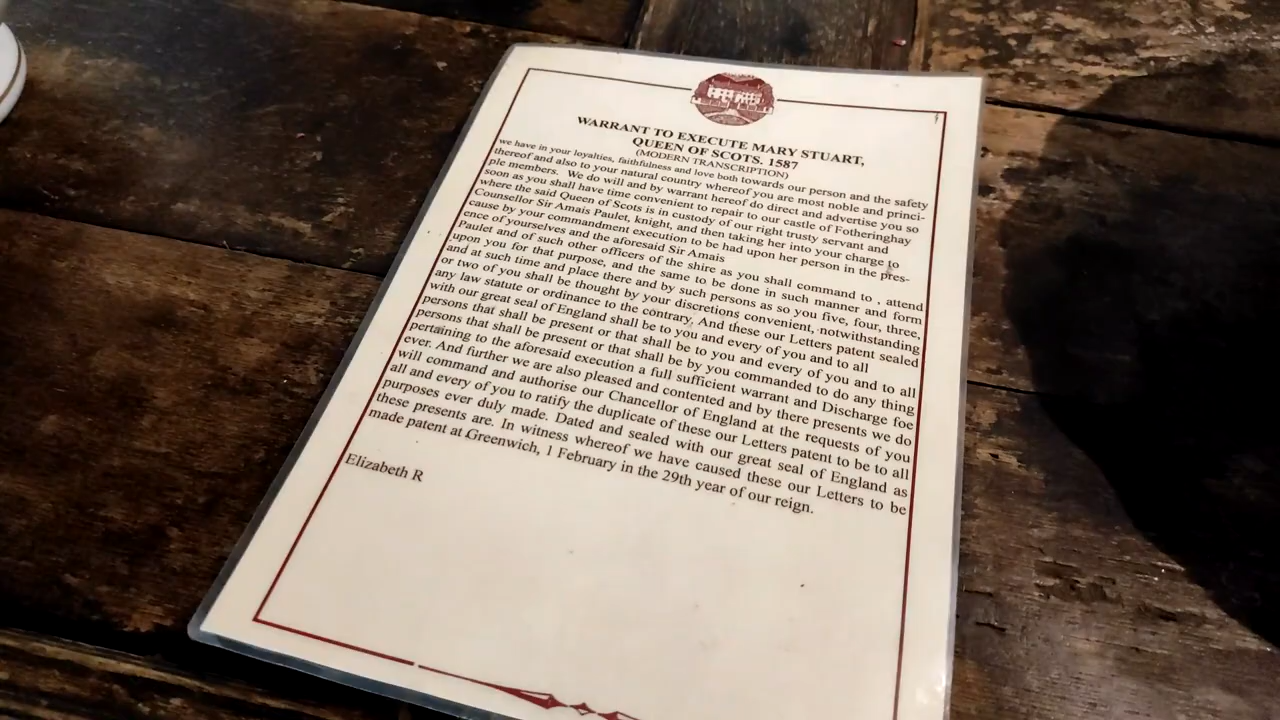 WARRANT TO EXECUTE MARY STUART,
QUEEN OF SCOTS. 1587
(MODERN TRANSCRIPTION)
we have in your loyalties, faithfulness and love both towards our person and the safety
thereof and also to your natural country whereof you are most noble and princi-
ple members. We do will and by warrant hereof do direct and advertise you so
soon as you shall have time convenient to repair to our castle of Fotheringhay
where the said Queen of Scots is in custody of our right trusty servant and
Counsellor Sir Amais Paulet, knight, and then taking her into your charge to
cause by your commandment execution to be had upon her person in the pres-
ence of yourselves and the aforesaid Sir Amais
Paulet and of such other officers of the shire as you shall command to , attend
upon you for that purpose, and the same to be done in such manner and form
and at such time and place there and by such persons as so you five, four, three,
or two of you shall be thought by your discretions convenient, notwithstanding
any law statute or ordinance to the contrary. And these our Letters patent sealed
with our great seal of England shall be to you and every of you and to all
persons that shall be present or that shall be to you and every of you and to all
persons that shall be present or that shall be by you commanded to do any thing
pertaining to the aforesaid execution a full sufficient warrant and Discharge foe
ever. And further we are also pleased and contented and by there presents we do
will command and authorise our Chancellor of England at the requests of you
all and every of you to ratify the duplicate of these our Letters patent to be to all
purposes ever duly made. Dated and sealed with our great seal of England as
these presents are. In witness whereof we have caused these our Letters to be
made patent at Greenwich, 1 February in the 29th year of our reign.
Elizabeth R